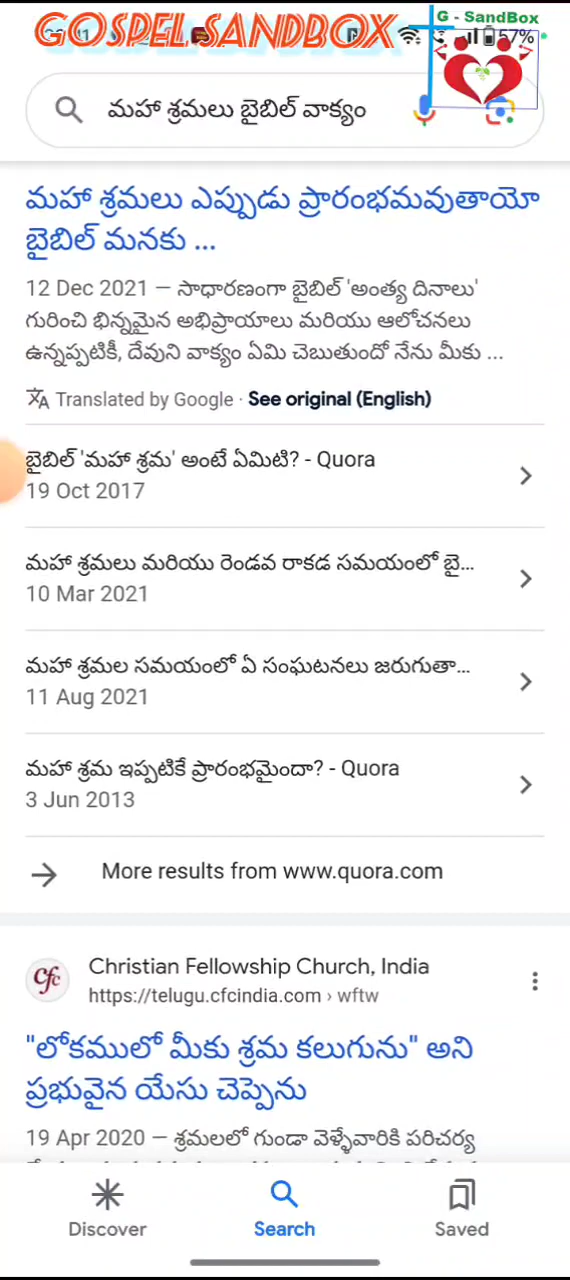 GOSPEL SANDBOX
G - SandBox
57%
మహా శ్రమలు బైబిల్ వాక్యం
మహా శ్రమలు ఎప్పుడు ప్రారంభమవుతాయో
బైబిల్ మనకు ...
12 Dec 2021 — సాధారణంగా బైబిల్ 'అంత్య దినాలు'
గురించి భిన్నమైన అభిప్రాయాలు మరియు ఆలోచనలు
ఉన్నప్పటికీ, దేవుని వాక్యం ఏమి చెబుతుందో నేను మీకు ...
Translated by Google · See original (English)
బైబిల్ 'మహా శ్రమ' అంటే ఏమిటి? - Quora
19 Oct 2017
మహా శ్రమలు మరియు రెండవ రాకడ సమయంలో బై...
10 Mar 2021
మహా శ్రమల సమయంలో ఏ సంఘటనలు జరుగుతా...
11 Aug 2021
మహా శ్రమ ఇప్పటికే ప్రారంభమైందా? - Quora
3 Jun 2013
More results from www.quora.com
cfc
Christian Fellowship Church, India
https://telugu.cfcindia.com › wftw
"లోకములో మీకు శ్రమ కలుగును" అని
ప్రభువైన యేసు చెప్పెను
19 Apr 2020 — శ్రమలలో గుండా వెళ్ళేవారికి పరిచర్య
Discover
Search
Saved